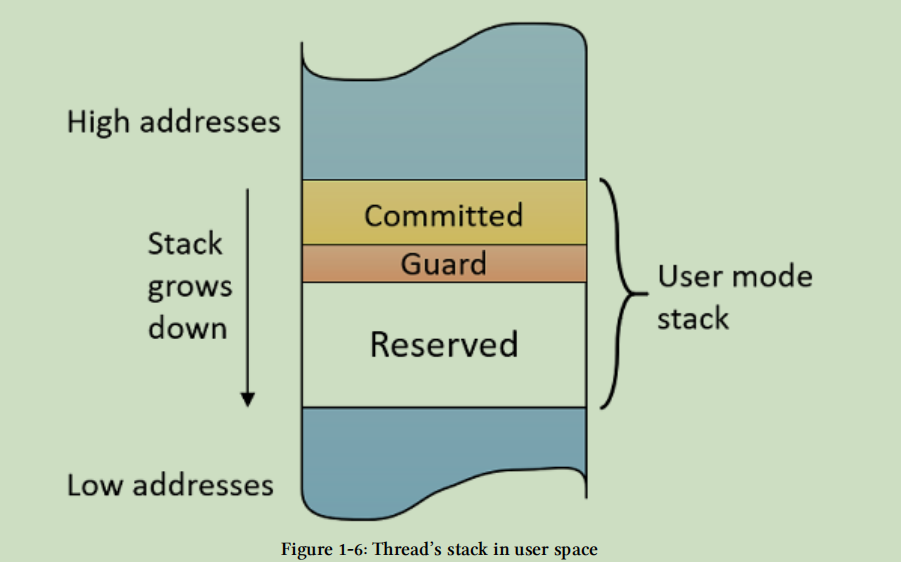 High addresses
Committed
Stack
grows
down
Guard
User mode
stack
Reserved
Low addresses
Figure 1-6: Thread’s stack in user space